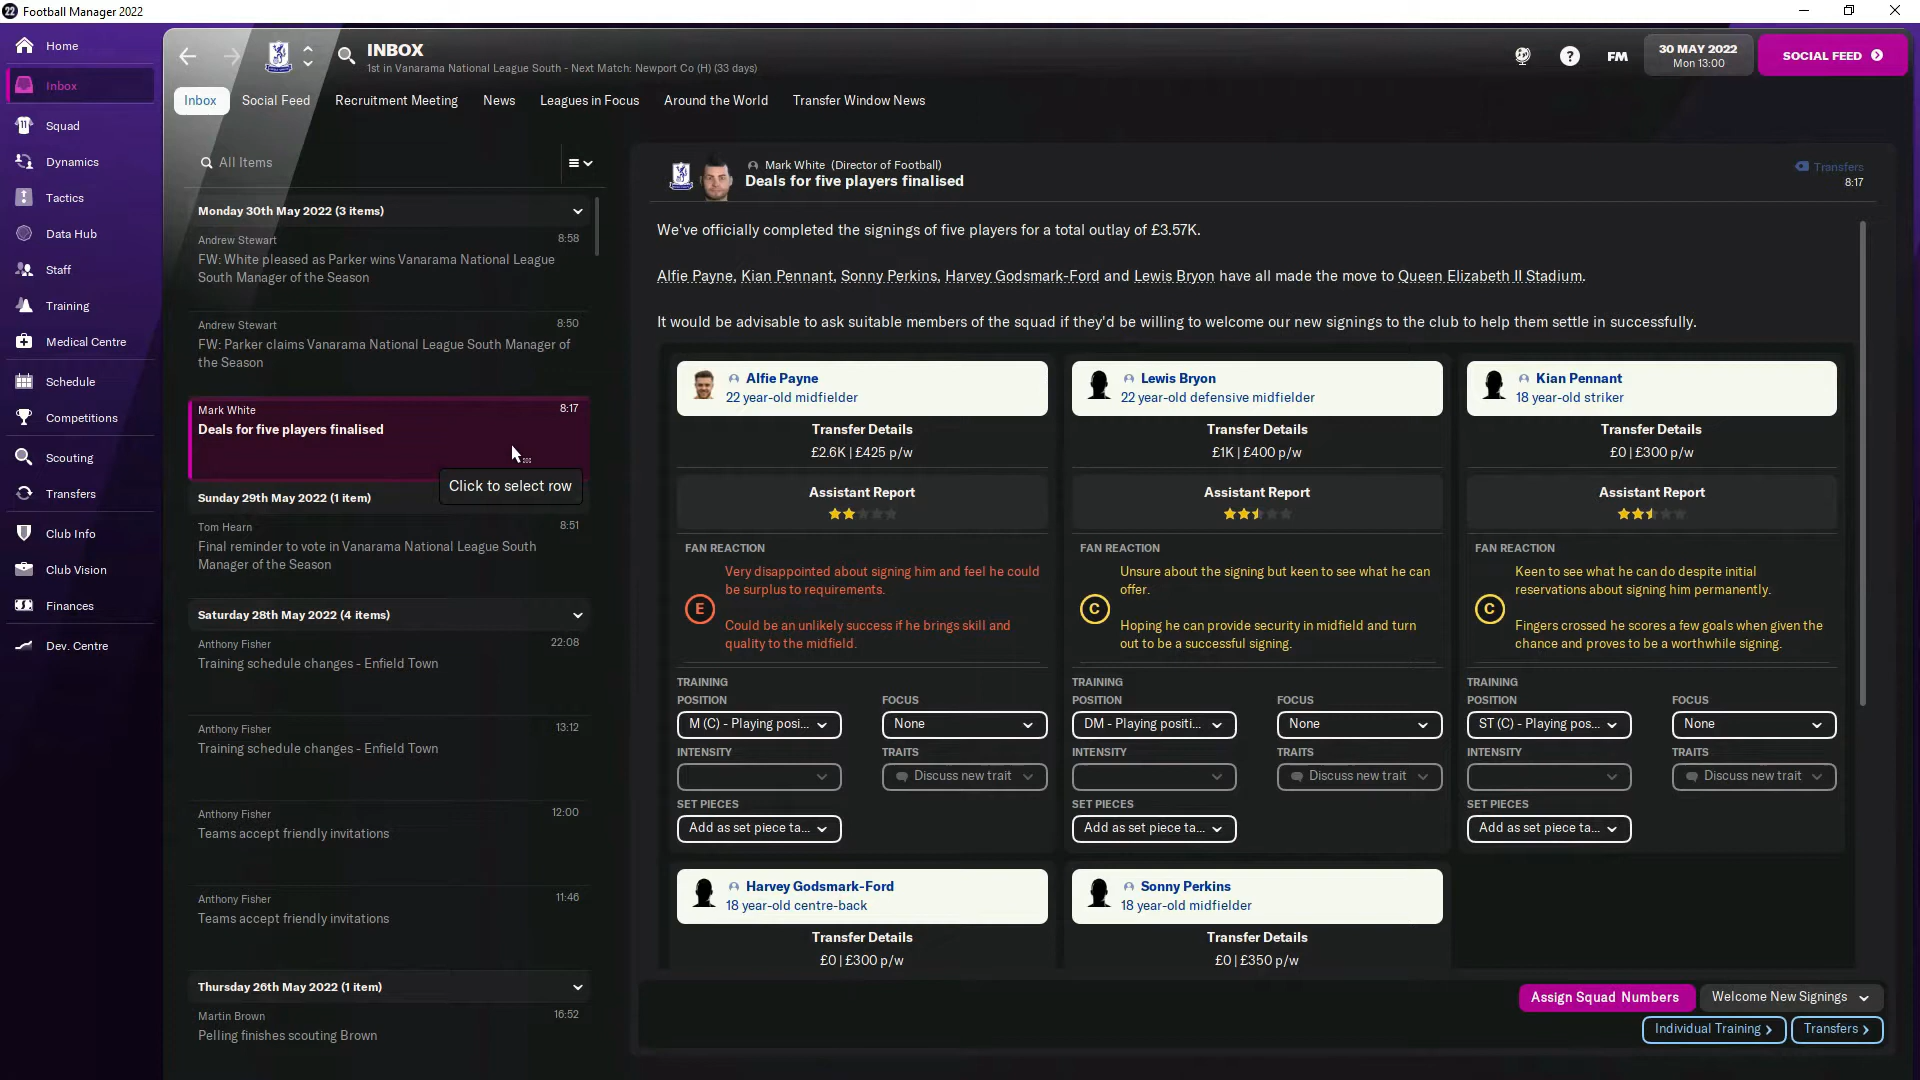 22 Football Manager 2022
Home
Inbox
Squad
Dynamics
Tactics
Data Hub
Staff
Training
Medical Centre
Schedule
Competitions
Scouting
Transfers
Club Info
Club Vision
Finances
Dev. Centre
INBOX
1st in Vanarama National League South - Next Match: Newport Co (H) (33 days)
FM
30 MAY 2022
Mon 13:00
SOCIAL FEED
Inbox
Social Feed
Recruitment Meeting
News
Leagues in Focus
Around the World
Transfer Window News
All Items
Monday 30th May 2022 (3 items)
Andrew Stewart 8:58
FW: White pleased as Parker wins Vanarama National League
South Manager of the Season
Andrew Stewart 8:50
FW: Parker claims Vanarama National League South Manager of
the Season
Mark White 8:17
Deals for five players finalised
Click to select row
Sunday 29th May 2022 (1 item)
Tom Hearn 8:51
Final reminder to vote in Vanarama National League South
Manager of the Season
Saturday 28th May 2022 (4 items)
Anthony Fisher 22:08
Training schedule changes - Enfield Town
Anthony Fisher 13:12
Training schedule changes - Enfield Town
Anthony Fisher 12:00
Teams accept friendly invitations
Anthony Fisher 11:46
Teams accept friendly invitations
Thursday 26th May 2022 (1 item)
Martin Brown 16:52
Pelling finishes scouting Brown
Mark White (Director of Football)
Deals for five players finalised
Transfers
8:17
We've officially completed the signings of five players for a total outlay of £3.57K.
Alfie Payne, Kian Pennant, Sonny Perkins, Harvey Godsmark-Ford and Lewis Bryon have all made the move to Queen Elizabeth II Stadium.
It would be advisable to ask suitable members of the squad if they'd be willing to welcome our new signings to the club to help them settle in successfully.
Alfie Payne
22 year-old midfielder
Transfer Details
£2.6K | £425 p/w
Assistant Report
FAN REACTION
E
Very disappointed about signing him and feel he could
be surplus to requirements.
Could be an unlikely success if he brings skill and
quality to the midfield.
TRAINING
POSITION FOCUS
M (C) - Playing posi... None
INTENSITY TRAITS
Discuss new trait
SET PIECES
Add as set piece ta...
Lewis Bryon
22 year-old defensive midfielder
Transfer Details
£1K | £400 p/w
Assistant Report
FAN REACTION
C
Unsure about the signing but keen to see what he can
offer.
Hoping he can provide security in midfield and turn
out to be a successful signing.
TRAINING
POSITION FOCUS
DM - Playing positi... None
INTENSITY TRAITS
Discuss new trait
SET PIECES
Add as set piece ta...
Kian Pennant
18 year-old striker
Transfer Details
£0 | £300 p/w
Assistant Report
FAN REACTION
C
Keen to see what he can do despite initial
reservations about signing him permanently.
Fingers crossed he scores a few goals when given the
chance and proves to be a worthwhile signing.
TRAINING
POSITION FOCUS
ST (C) - Playing pos... None
INTENSITY TRAITS
Discuss new trait
SET PIECES
Add as set piece ta...
Harvey Godsmark-Ford
18 year-old centre-back
Transfer Details
£0 | £300 p/w
Sonny Perkins
18 year-old midfielder
Transfer Details
£0 | £350 p/w
Assign Squad Numbers
Welcome New Signings
Individual Training
Transfers